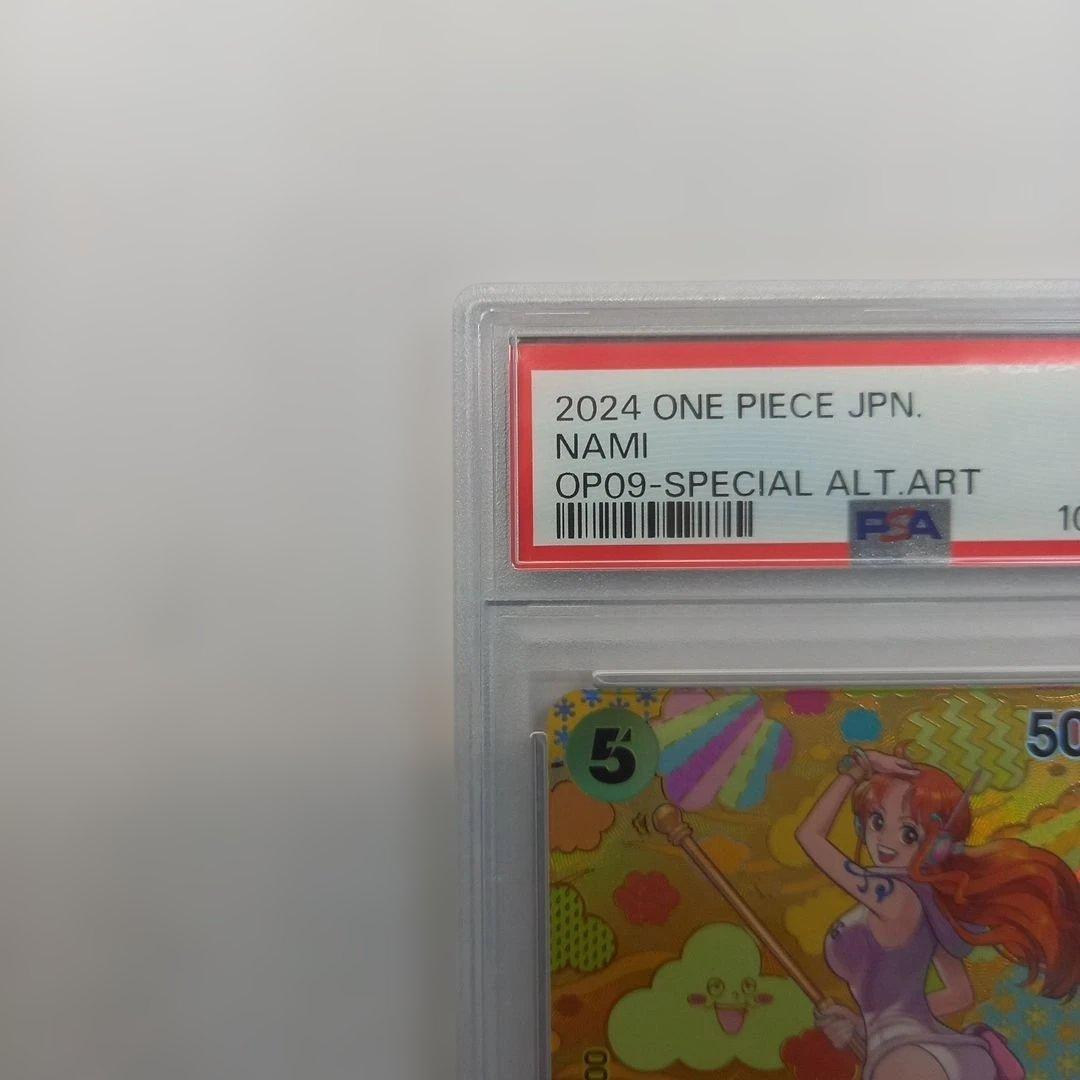 2024 ONE PIECE JPN.
NAMI
OP09-SPECIAL ALT.ART
PSA
10
5
50